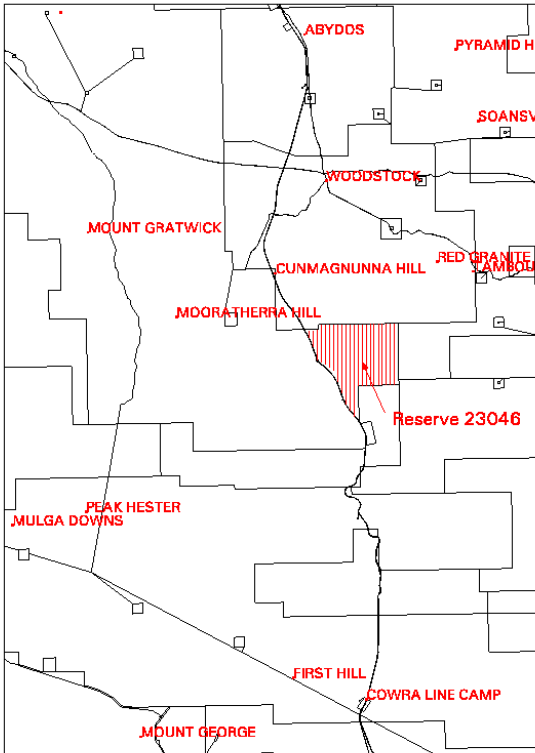 ABYDOS
PYRAMID H
SOANSV
WOODSTOCK
MOUNT GRATWICK
RED GRANITE
CUNMAGNUNNA HILL
MOORATHERRA HILL
Reserve 23046
PEAK HESTER
MULGA DOWNS
FIRST HILL
COWRA LINE CAMP
MOUNT GEORGE